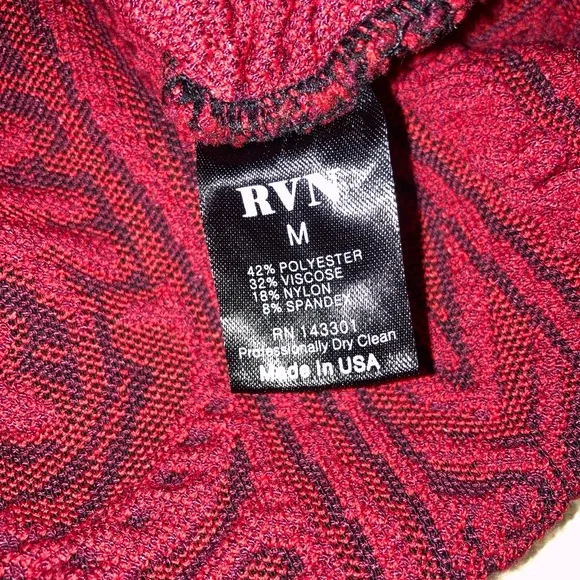 RVN
M
42% POLYESTER
32% VISCOSE
18% NYLON
8% SPANDEX
RN 143301
Professionally Dry Clean
Made In USA